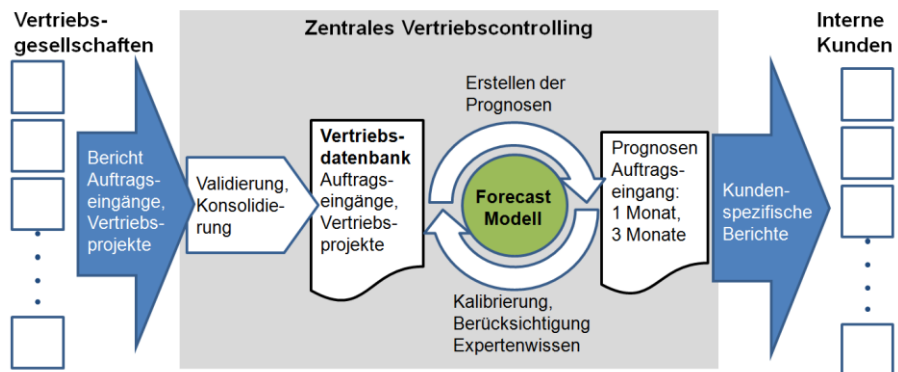 Vertriebs-
gesellschaften
Zentrales Vertriebscontrolling
Interne
Kunden
Bericht
Auftrags-
eingänge,
Vertriebs-
projekte
Validierung,
Konsolidie-
rung
Vertriebs-
datenbank
Auftrags-
eingänge,
Vertriebs-
projekte
Erstellen der
Prognosen
Forecast
Modell
Kalibrierung,
Berücksichtigung
Expertenwissen
Prognosen
Auftrags-
eingang:
1 Monat,
3 Monate
Kunden-
spezifische
Berichte